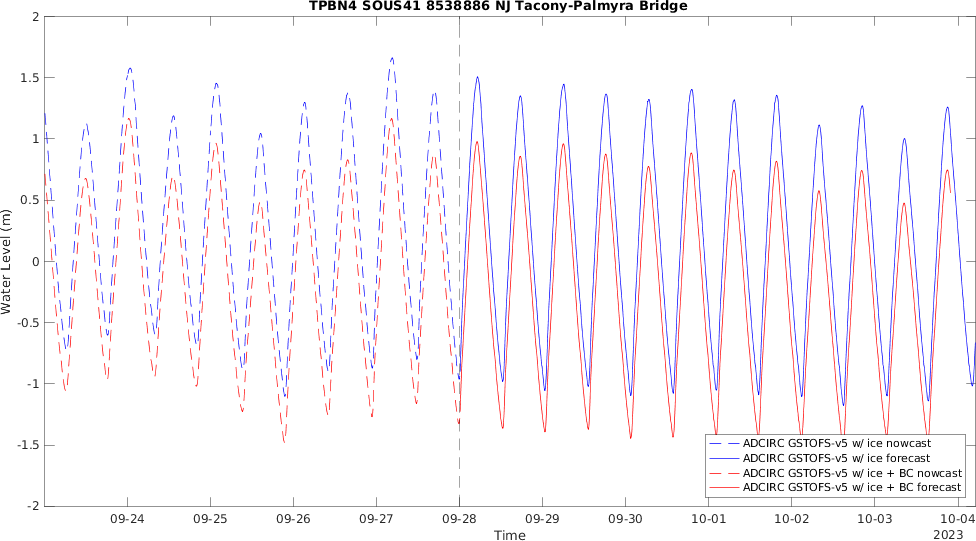 TPBN4 SOUS41 8538886 NJ Tacony-Palmyra Bridge
2
1.5
1
0.5
0
-0.5
-1
-1.5
-2
Water Level (m)
ADCIRC GSTOFS-v5 w/ ice nowcast
ADCIRC GSTOFS-v5 w/ ice forecast
ADCIRC GSTOFS-v5 w/ ice + BC nowcast
ADCIRC GSTOFS-v5 w/ ice + BC forecast
09-24 09-25 09-26 09-27 09-28 09-29 09-30 10-01 10-02 10-03 10-04
Time
2023